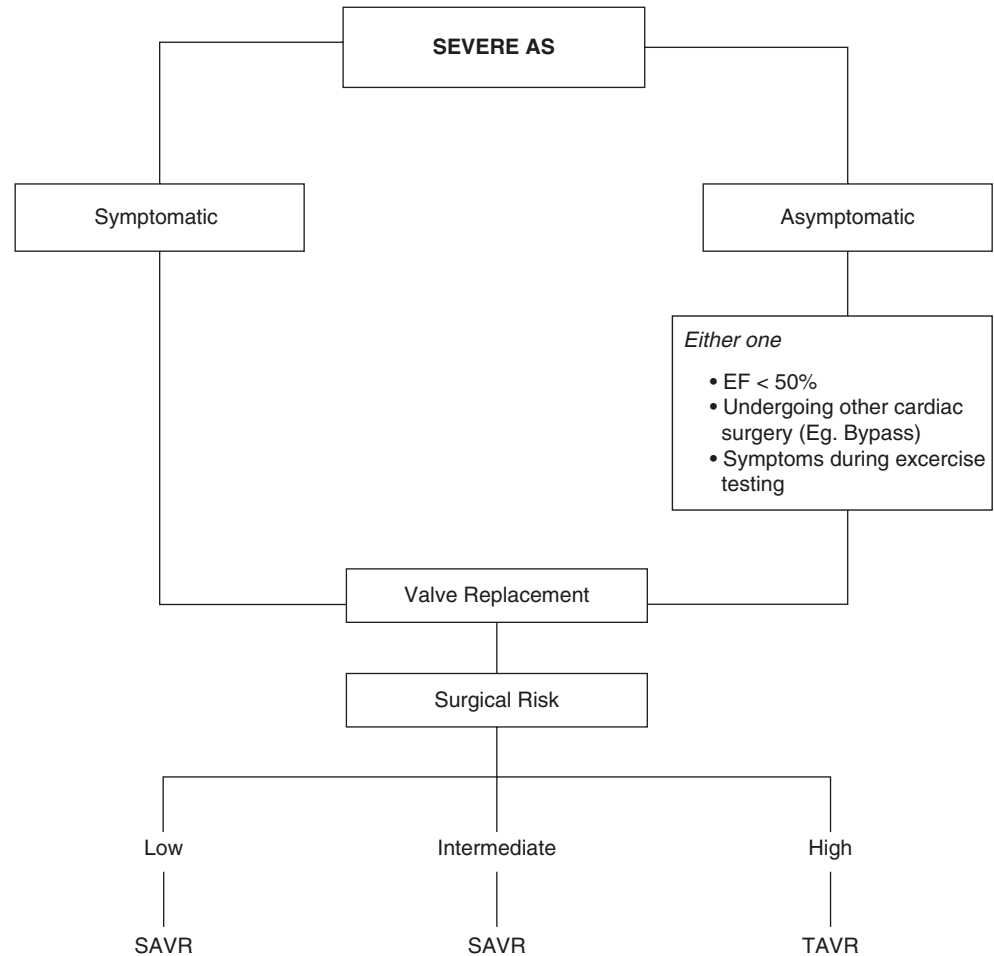 SEVERE AS
Symptomatic
Asymptomatic
Either one
• EF < 50%
• Undergoing other cardiac
surgery (Eg. Bypass)
• Symptoms during excercise
testing
Valve Replacement
Surgical Risk
Low
Intermediate
High
SAVR
SAVR
TAVR